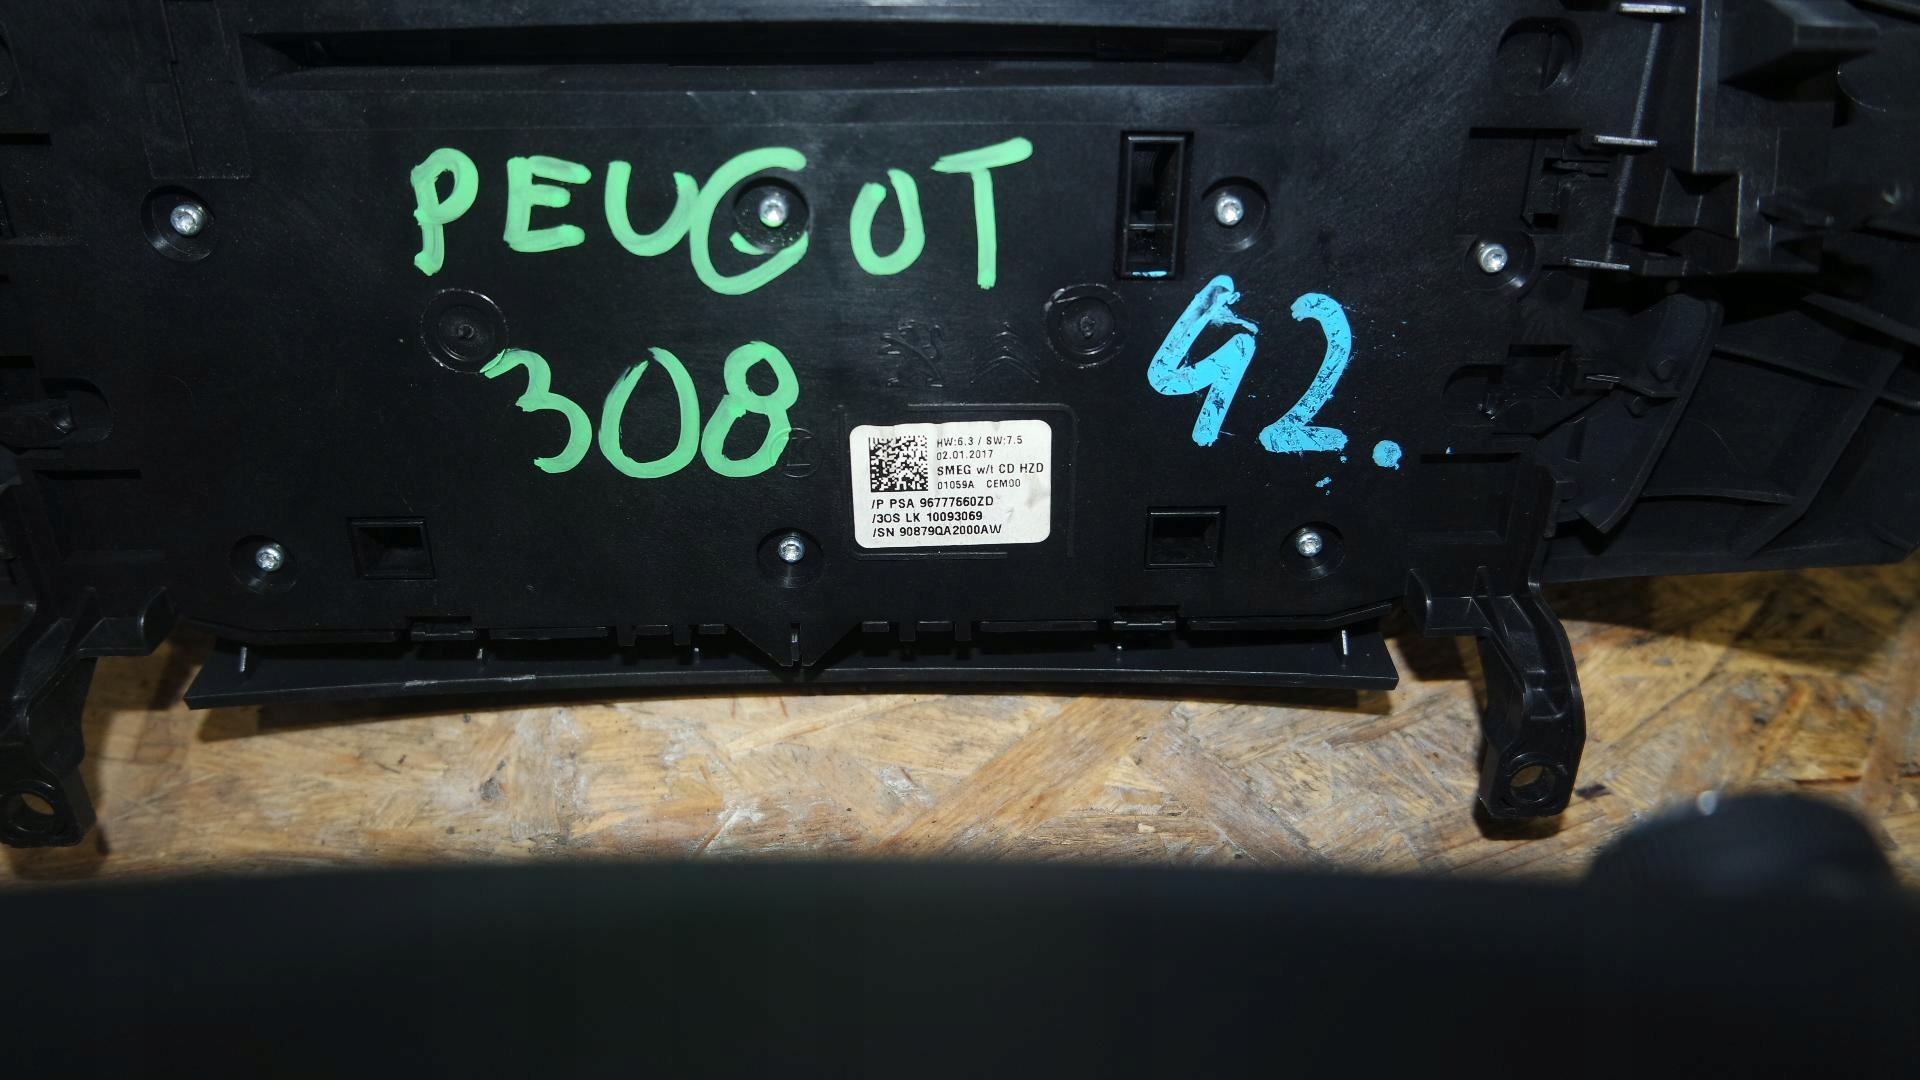 PEUGOT
308
92.
HW:6.3 / SW:7.5
02.01.2017
SMEG w/t CD HZD
01059A CEM00
/P PSA 96777660ZD
/3OS LK 10093069
/SN 90879QA2000AW